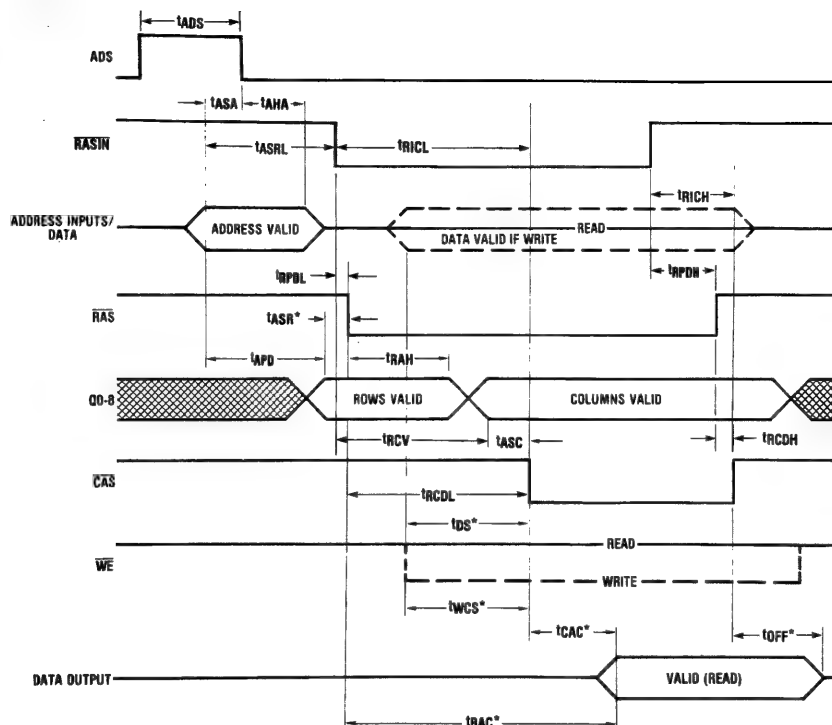 tADS
ADS
tASA tAHA
RASIN
tASRL tRICL
tRICH
ADDRESS INPUTS/
DATA
ADDRESS VALID
READ
DATA VALID IF WRITE
tRPDL
tRPDH
RAS
tASR*
tAPD tRAH
Q0-8
ROWS VALID COLUMNS VALID
tRCV tASC tRCDH
CAS
tRCDL
tDS*
READ
WE
WRITE
tWCS*
tCAC* tOFF*
DATA OUTPUT VALID (READ)
tRAC*